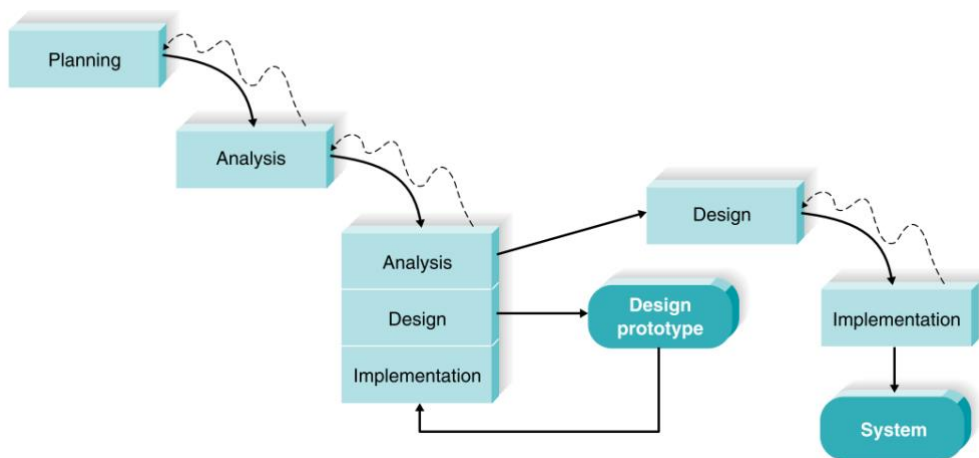 Planning
Analysis
Analysis
Design
Implementation
Design
prototype
Design
Implementation
System